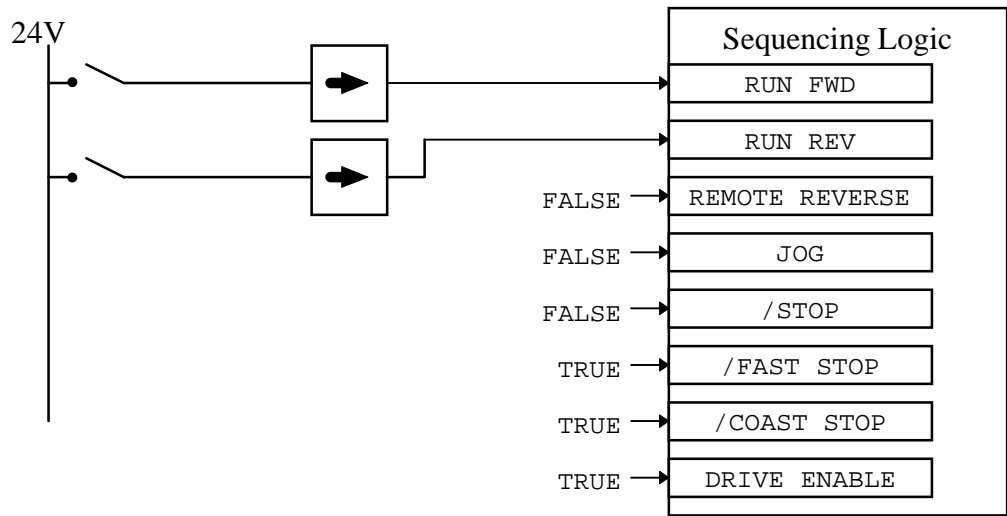 24V
Sequencing Logic
RUN FWD
RUN REV
FALSE REMOTE REVERSE
FALSE JOG
FALSE /STOP
TRUE /FAST STOP
TRUE /COAST STOP
TRUE DRIVE ENABLE